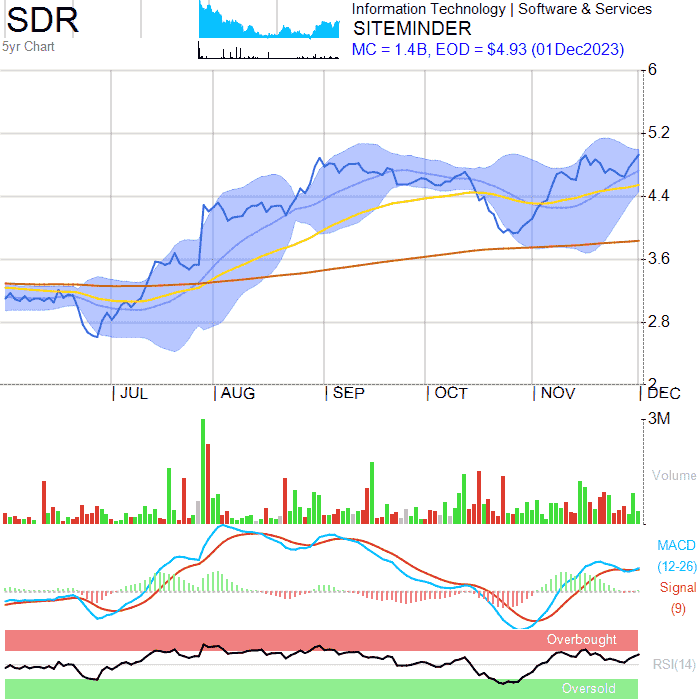 SDR
5yr Chart
Information Technology | Software & Services
SITEMINDER
MC = 1.4B, EOD = $4.93 (01Dec2023)
6
5.2
4.4
3.6
2.8
2
| JUL | AUG | SEP | OCT | NOV | DEC
3M
Volume
MACD
(12-26)
Signal
(9)
Overbought
RSI(14)
Oversold